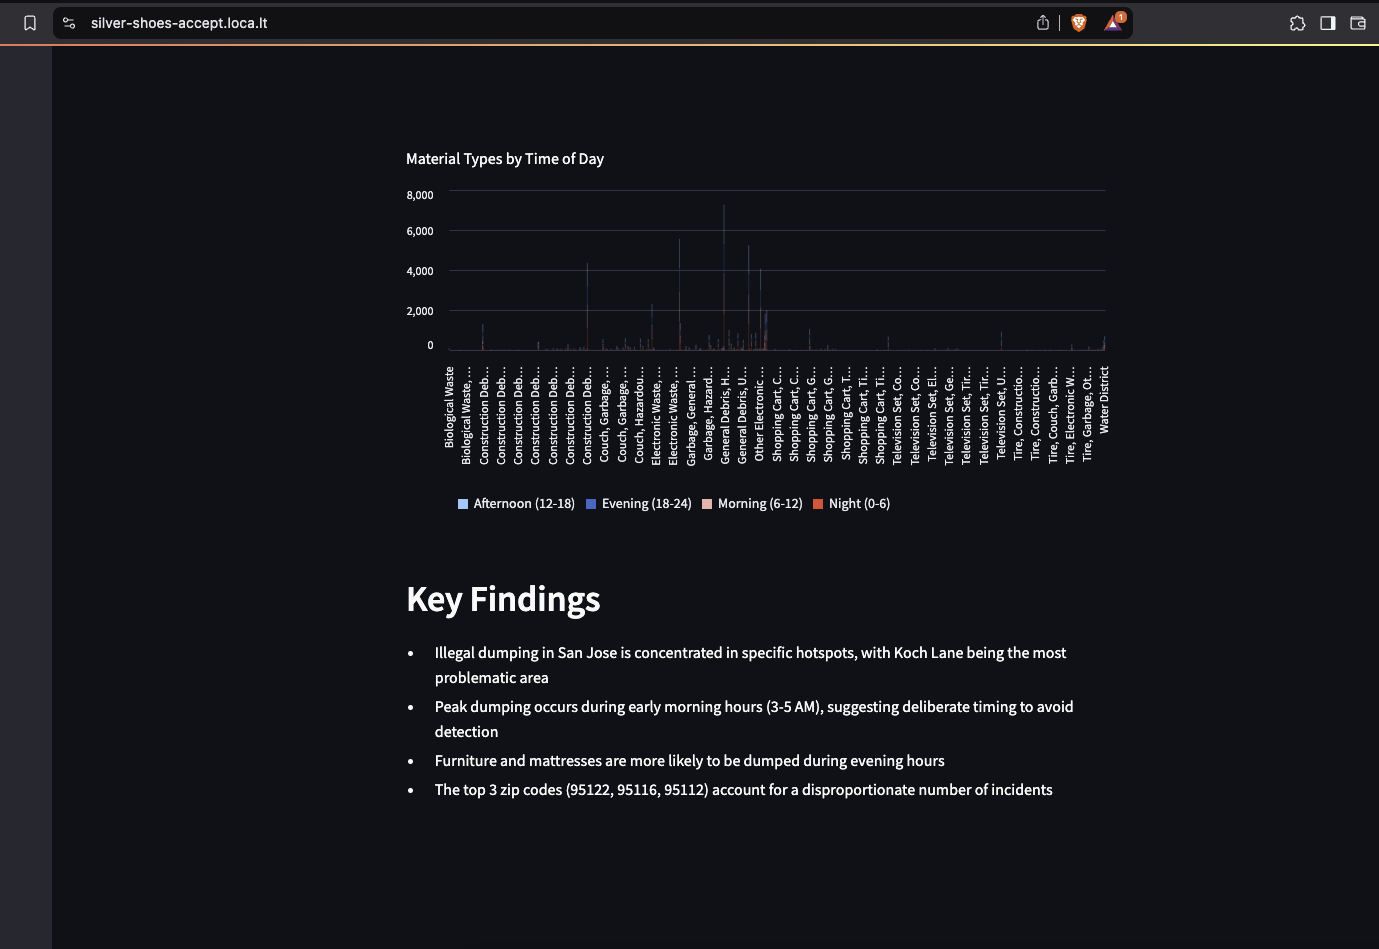 silver-shoes-accept.loca.lt
1
Material Types by Time of Day
8,000
6,000
4,000
2,000
0
Biological Waste
Biological Waste, ...
Construction Deb...
Construction Deb...
Construction Deb...
Construction Deb...
Construction Deb...
Construction Deb...
Construction Deb...
Couch, Garbage, ...
Couch, Garbage, ...
Couch, Hazardou...
Electronic Waste, ...
Electronic Waste, ...
Garbage, General ...
Garbage, Hazard...
General Debris, H...
General Debris, U...
Other Electronic ...
Shopping Cart, C...
Shopping Cart, C...
Shopping Cart, G...
Shopping Cart, G...
Shopping Cart, T...
Shopping Cart, Ti...
Shopping Cart, Ti...
Television Set, Co...
Television Set, Co...
Television Set, El...
Television Set, Ge...
Television Set, Tir...
Television Set, Tir...
Television Set, U...
Tire, Constructio...
Tire, Constructio...
Tire, Couch, Garb...
Tire, Electronic W...
Tire, Garbage, Ot...
Water District
Afternoon (12-18) Evening (18-24) Morning (6-12) Night (0-6)
Key Findings
• Illegal dumping in San Jose is concentrated in specific hotspots, with Koch Lane being the most
problematic area
• Peak dumping occurs during early morning hours (3-5 AM), suggesting deliberate timing to avoid
detection
• Furniture and mattresses are more likely to be dumped during evening hours
• The top 3 zip codes (95122, 95116, 95112) account for a disproportionate number of incidents